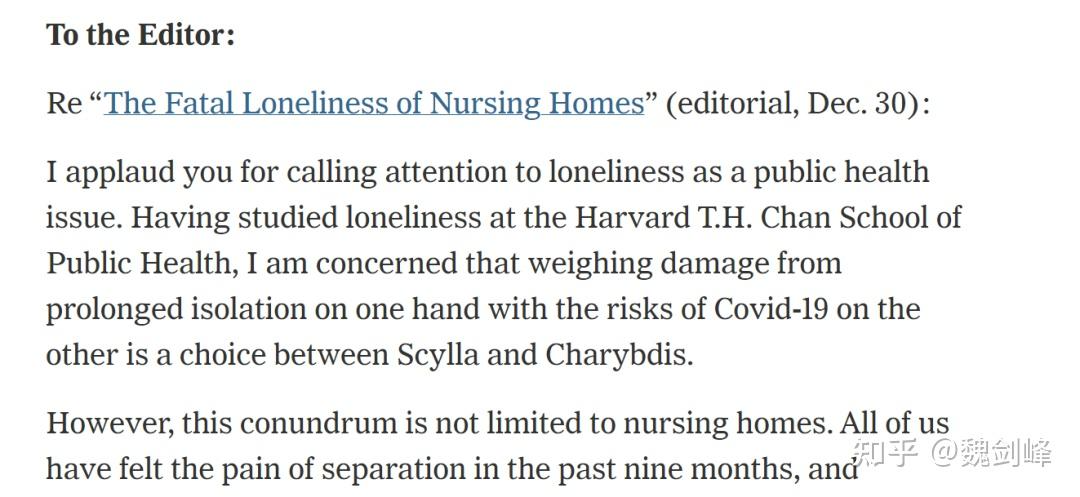 To the Editor:
Re “The Fatal Loneliness of Nursing Homes” (editorial, Dec. 30):
I applaud you for calling attention to loneliness as a public health
issue. Having studied loneliness at the Harvard T.H. Chan School of
Public Health, I am concerned that weighing damage from
prolonged isolation on one hand with the risks of Covid-19 on the
other is a choice between Scylla and Charybdis.
However, this conundrum is not limited to nursing homes. All of us
have felt the pain of separation in the past nine months, and
知乎 @魏剑峰